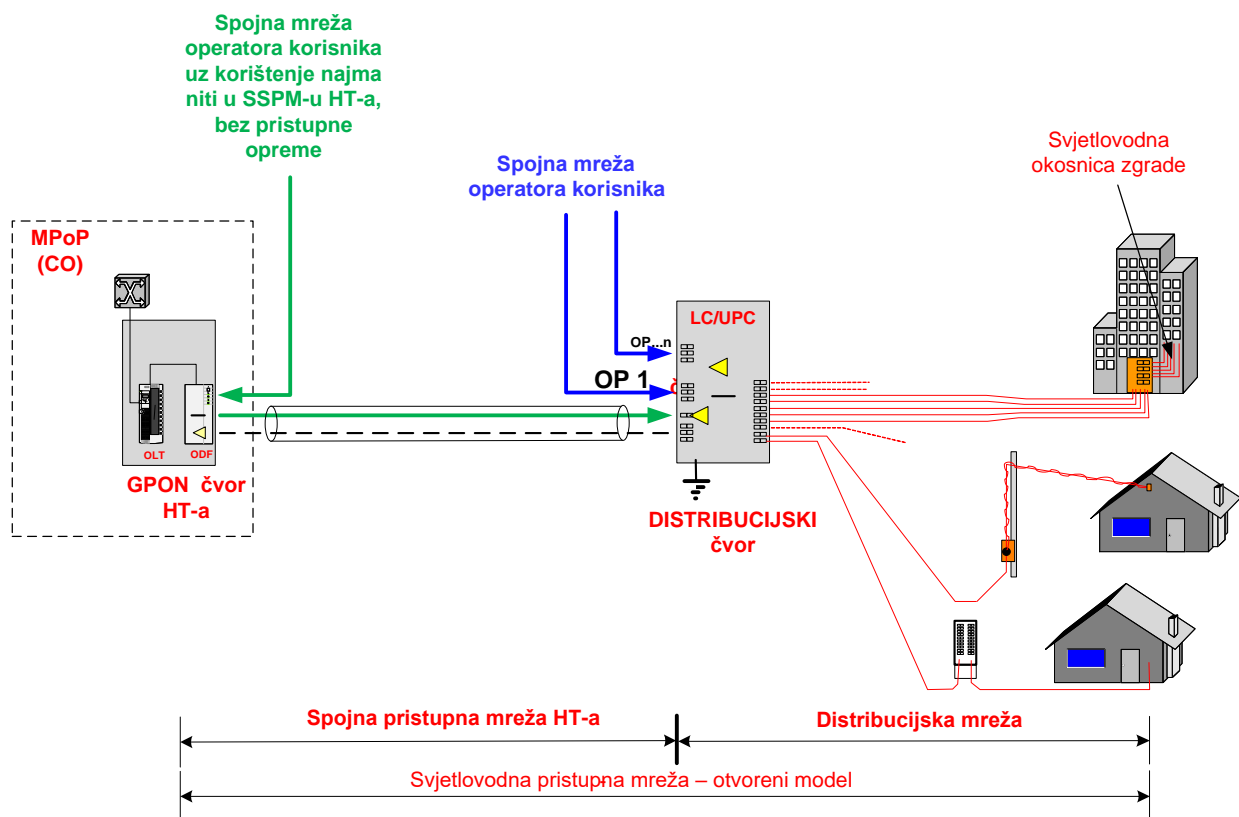 Spojna mreža
operatora korisnika
uz korištenje najma
niti u SSPM-u HT-a,
bez pristupne
opreme
Spojna mreža
operatora korisnika
Svjetlovodna
okosnica zgrade
MPoP
(CO)
LC/UPC
OP...n
OP 1
OLT
ODF
GPON čvor
HT-a
DISTRIBUCIJSKI
čvor
Spojna pristupna mreža HT-a
Distribucijska mreža
Svjetlovodna pristupna mreža – otvoreni model